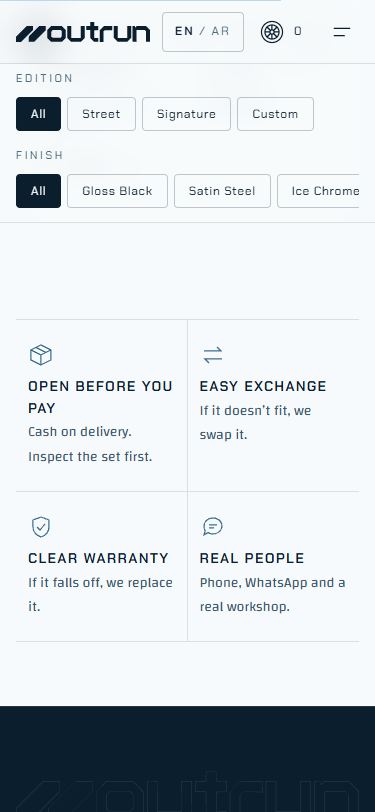 outrun
EN / AR
0
EDITION
All
Street
Signature
Custom
FINISH
All
Gloss Black
Satin Steel
Ice Chrome
OPEN BEFORE YOU
PAY
Cash on delivery.
Inspect the set first.
EASY EXCHANGE
If it doesn't fit, we
swap it.
CLEAR WARRANTY
If it falls off, we replace
it.
REAL PEOPLE
Phone, WhatsApp and a
real workshop.
outrun